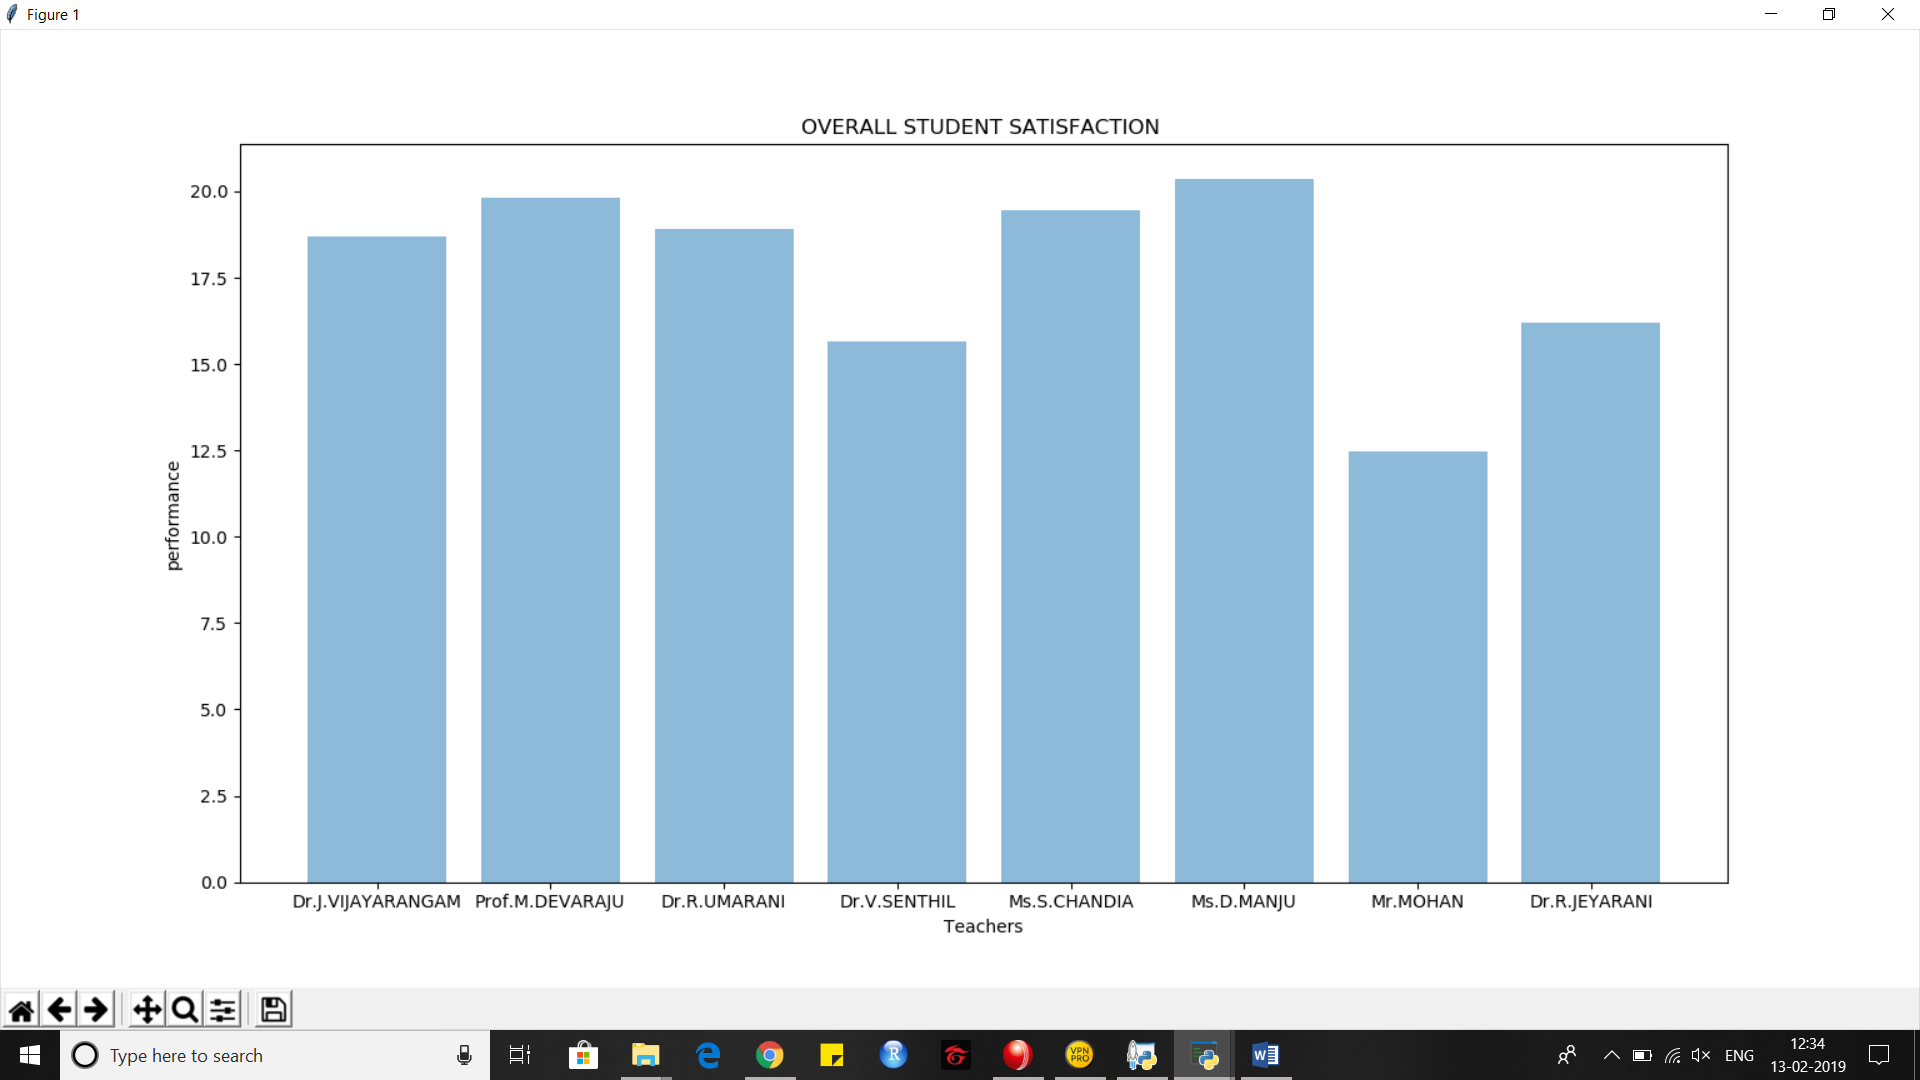 Figure 1
OVERALL STUDENT SATISFACTION
20.0
17.5
15.0
12.5
10.0
7.5
5.0
2.5
0.0
performance
Dr.J.VIJAYARANGAM Prof.M.DEVARAJU Dr.R.UMARANI Dr.V.SENTHIL Ms.S.CHANDIA Ms.D.MANJU Mr.MOHAN Dr.R.JEYARANI
Teachers
Type here to search
R
VPN
PRO
W
ENG
12:34
13-02-2019